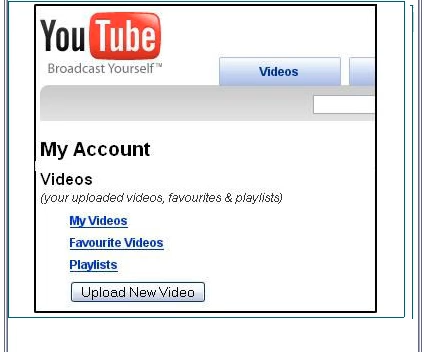 YouTube
Broadcast Yourself™
Videos
My Account
Videos
(your uploaded videos, favourites & playlists)
My Videos
Favourite Videos
Playlists
Upload New Video